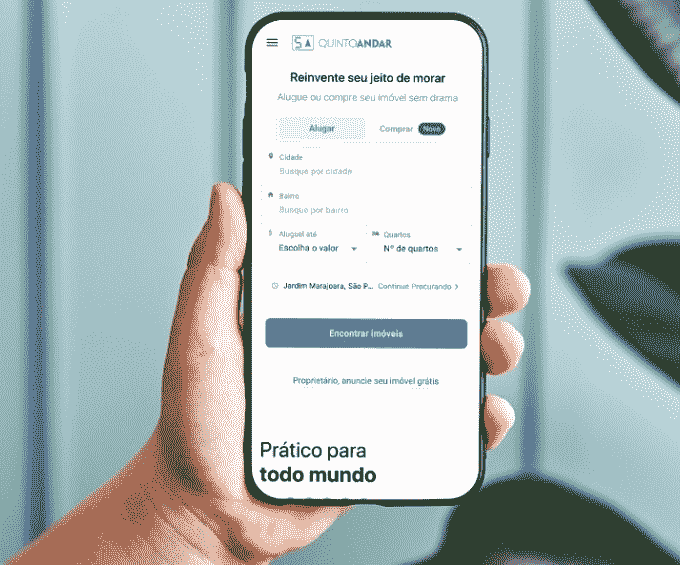 5A QUINTOANDAR
Reinvente seu jeito de morar
Alugue ou compre seu imóvel sem drama
Alugar Comprar Novo
Cidade
Busque por cidade
Bairro
Busque por bairro
Aluguel até Quartos
Escolha o valor Nº de quartos
Jardim Marajoara, São P... Continue Procurando
Encontrar imóveis
Proprietário, anuncie seu imóvel grátis
Prático para
todo mundo